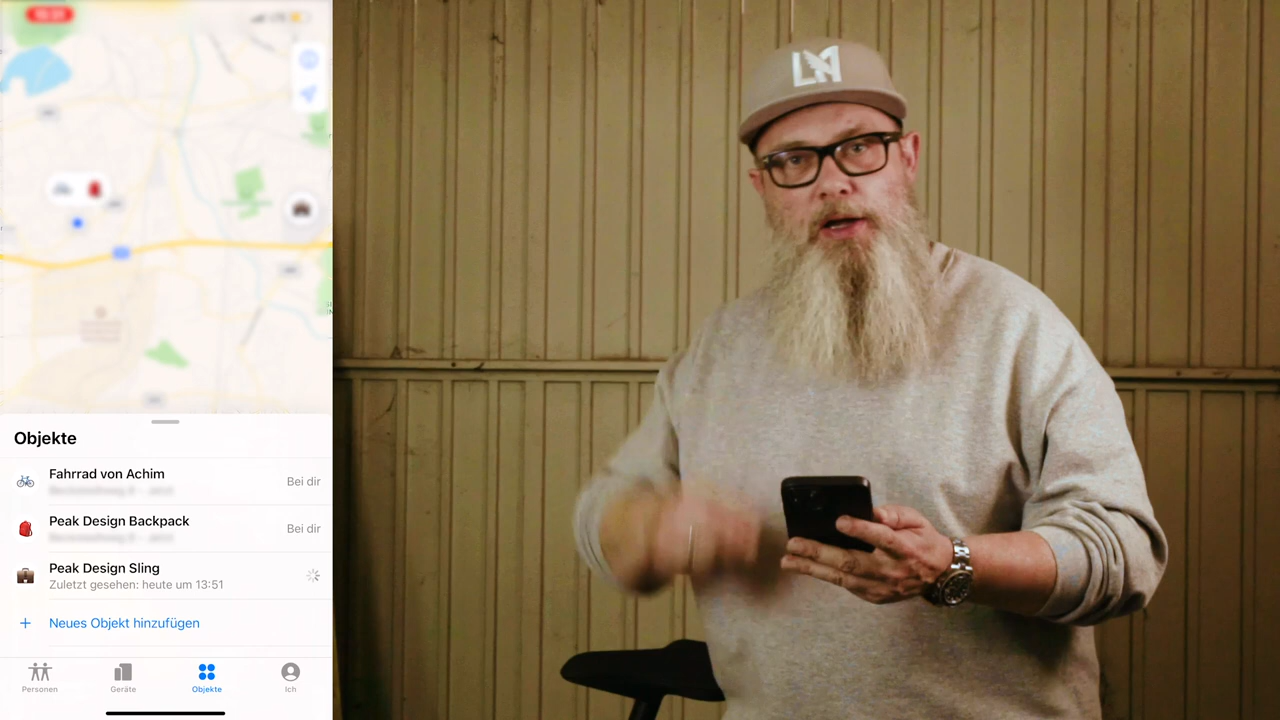 Objekte
Fahrrad von Achim
Bei dir
Peak Design Backpack
Bei dir
Peak Design Sling
Zuletzt gesehen: heute um 13:51
Neues Objekt hinzufügen
Personen
Geräte
Objekte
Ich
LM